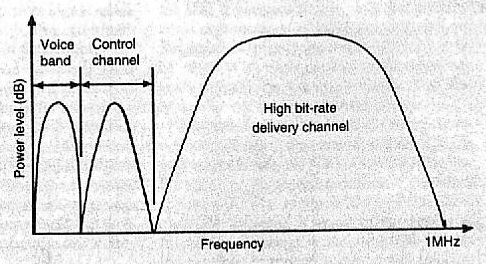 Voice
band
Control
channel
Power level (dB)
High bit-rate
delivery channel
Frequency
1MHz